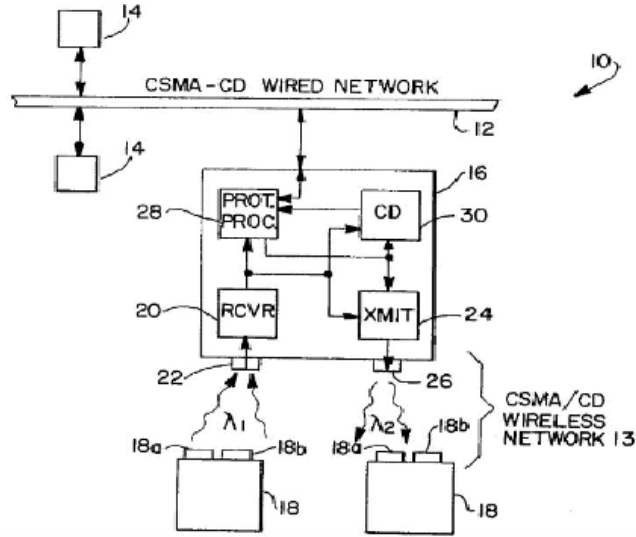 14
10
CSMA-CD WIRED NETWORK
12
14
16
PROT.
PROC.
28
CD
30
20
RCVR
XMIT
24
22
26
CSMA/CD
WIRELESS
NETWORK 13
λ1
λ2
18a
18b
18a
18b
18
18